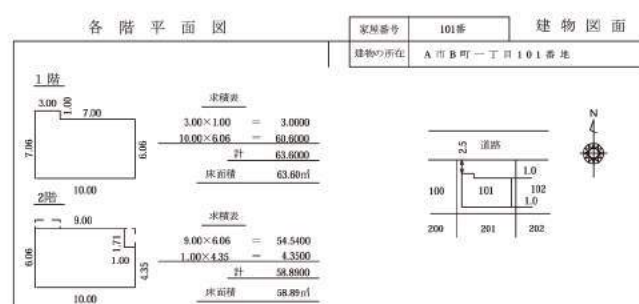 各階平面図
家屋番号 101番 建物図面
建物の所在 A市B町一丁目101番地
1階
3.00
1.00
7.00
7.06
6.06
10.00
求積表
3.00×1.00 = 3.0000
10.00×6.06 = 60.6000
計 63.6000
床面積 63.60㎡
2階
9.00
6.06
1.71
1.00
4.35
10.00
求積表
9.00×6.06 = 54.5400
1.00×4.35 = 4.3500
計 58.8900
床面積 58.89㎡
N
道路
2.5
1.0
100 101 102
1.0
200 201 202